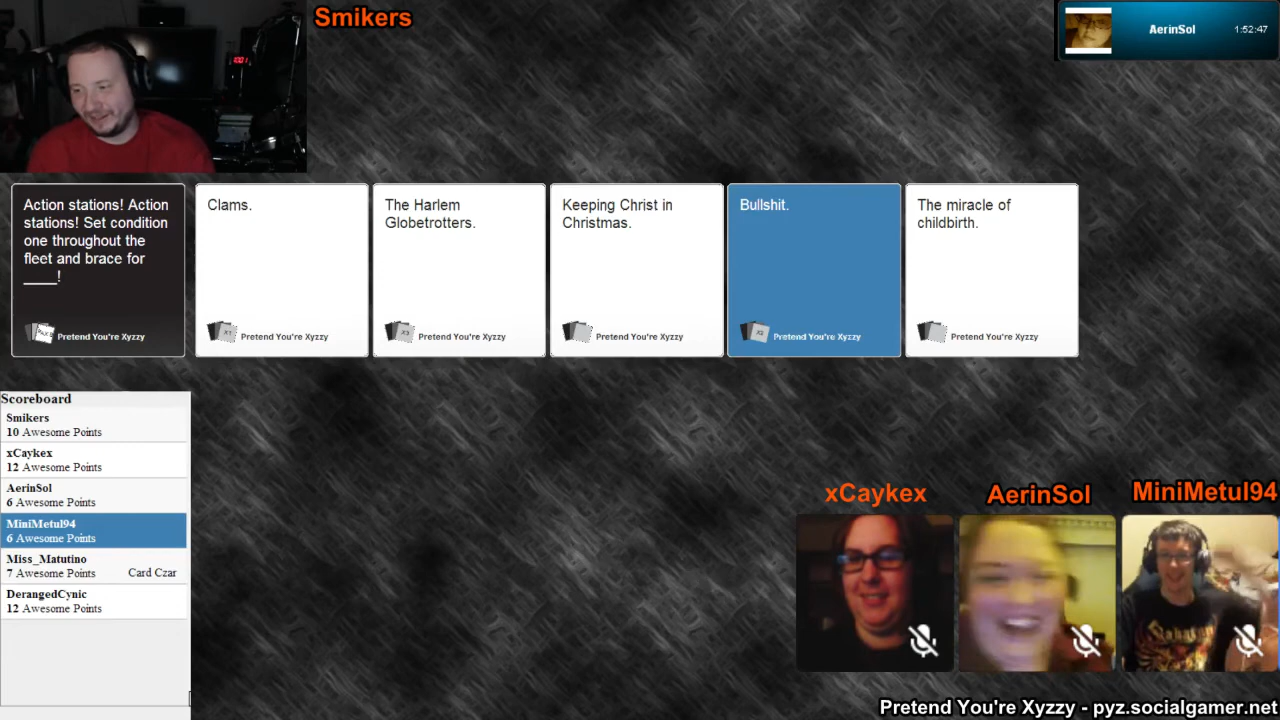 Smikers
AerinSol
1:52:47
Action stations! Action
stations! Set condition
one throughout the
fleet and brace for
____!
Pretend You're Xyzzy
Clams.
Pretend You're Xyzzy
The Harlem
Globetrotters.
Pretend You're Xyzzy
Keeping Christ in
Christmas.
Pretend You're Xyzzy
Bullshit.
Pretend You're Xyzzy
The miracle of
childbirth.
Pretend You're Xyzzy
Scoreboard
Smikers
10 Awesome Points
xCaykex
12 Awesome Points
AerinSol
6 Awesome Points
MiniMetul94
6 Awesome Points
Miss_Matutino
7 Awesome Points Card Czar
DerangedCynic
12 Awesome Points
xCaykex
AerinSol
MiniMetul94
Sabaton
Pretend You're Xyzzy - pyz.socialgamer.net